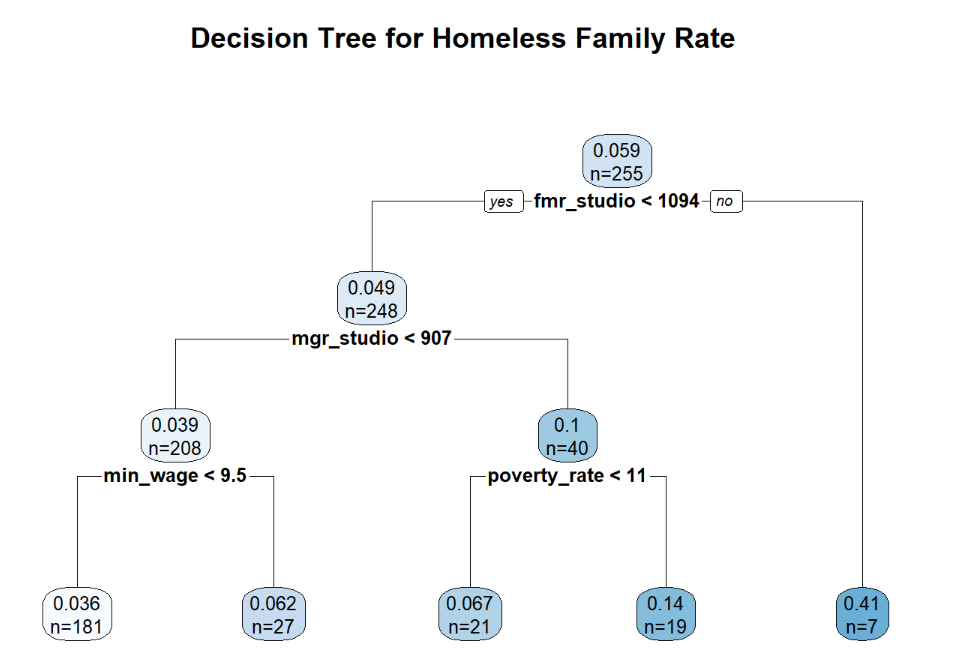 Decision Tree for Homeless Family Rate
0.059
n=255
yes fmr_studio < 1094 no
0.049
n=248
mgr_studio < 907
0.039 0.1
n=208 n=40
min_wage < 9.5 poverty_rate < 11
0.036 0.062 0.067 0.14 0.41
n=181 n=27 n=21 n=19 n=7